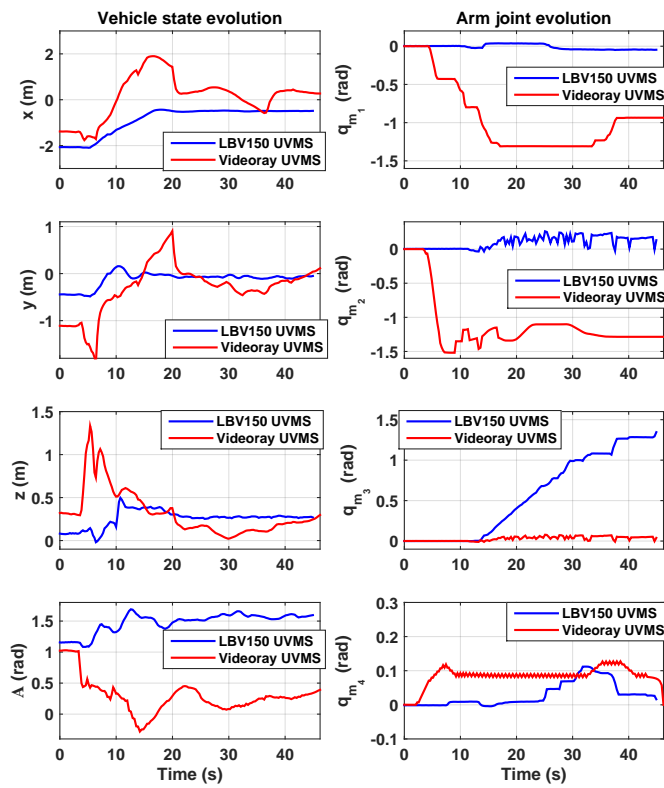 Vehicle state evolution
x (m)
2
0
-2
0 10 20 30 40
LBV150 UVMS
Videoray UVMS
Arm joint evolution
q_m1 (rad)
0
-0.5
-1
-1.5
0 10 20 30 40
LBV150 UVMS
Videoray UVMS
y (m)
1
0
-1
0 10 20 30 40
LBV150 UVMS
Videoray UVMS
q_m2 (rad)
0
-0.5
-1
-1.5
0 10 20 30 40
LBV150 UVMS
Videoray UVMS
z (m)
1.5
1
0.5
0
0 10 20 30 40
LBV150 UVMS
Videoray UVMS
q_m3 (rad)
1.5
1
0.5
0
0 10 20 30 40
LBV150 UVMS
Videoray UVMS
A (rad)
1.5
1
0.5
0
0 10 20 30 40
LBV150 UVMS
Videoray UVMS
Time (s)
q_m4 (rad)
0.3
0.2
0.1
0
-0.1
0 10 20 30 40
LBV150 UVMS
Videoray UVMS
Time (s)